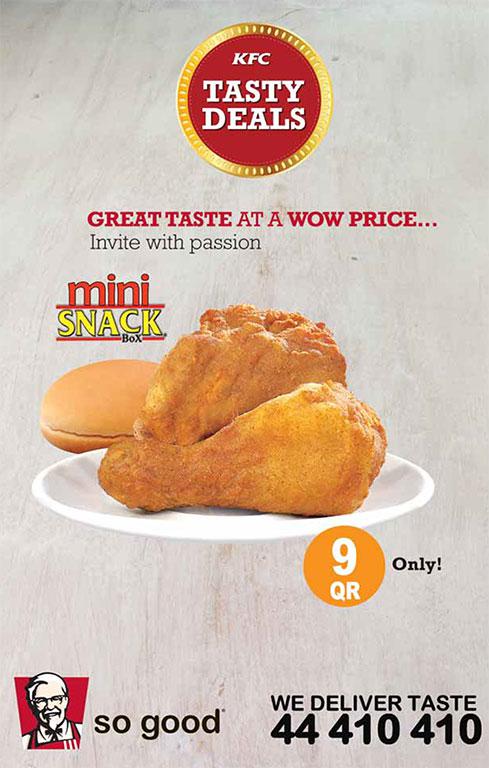 KFC
TASTY
DEALS
GREAT TASTE AT A WOW PRICE...
Invite with passion
mini
SNACK
BOX
9
QR
Only!
so good
WE DELIVER TASTE
44 410 410